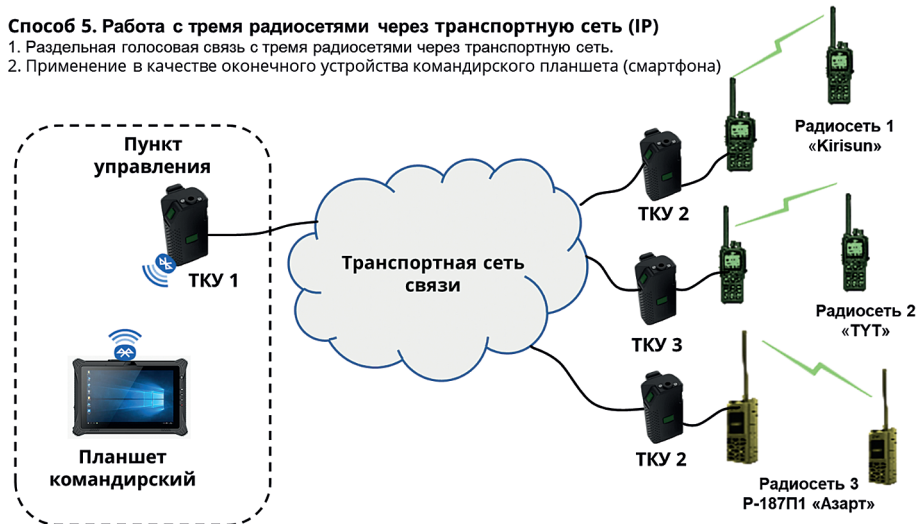 Способ 5. Работа с тремя радиосетями через транспортную сеть (IP)
1. Раздельная голосовая связь с тремя радиосетями через транспортную сеть.
2. Применение в качестве оконечного устройства командирского планшета (смартфона)
Пункт
управления
ТКУ 1
Планшет
командирский
Транспортная сеть
связи
ТКУ 2
Радиосеть 1
«Kirisun»
ТКУ 3
Радиосеть 2
«TYT»
ТКУ 2
Радиосеть 3
Р-187П1 «Азарт»